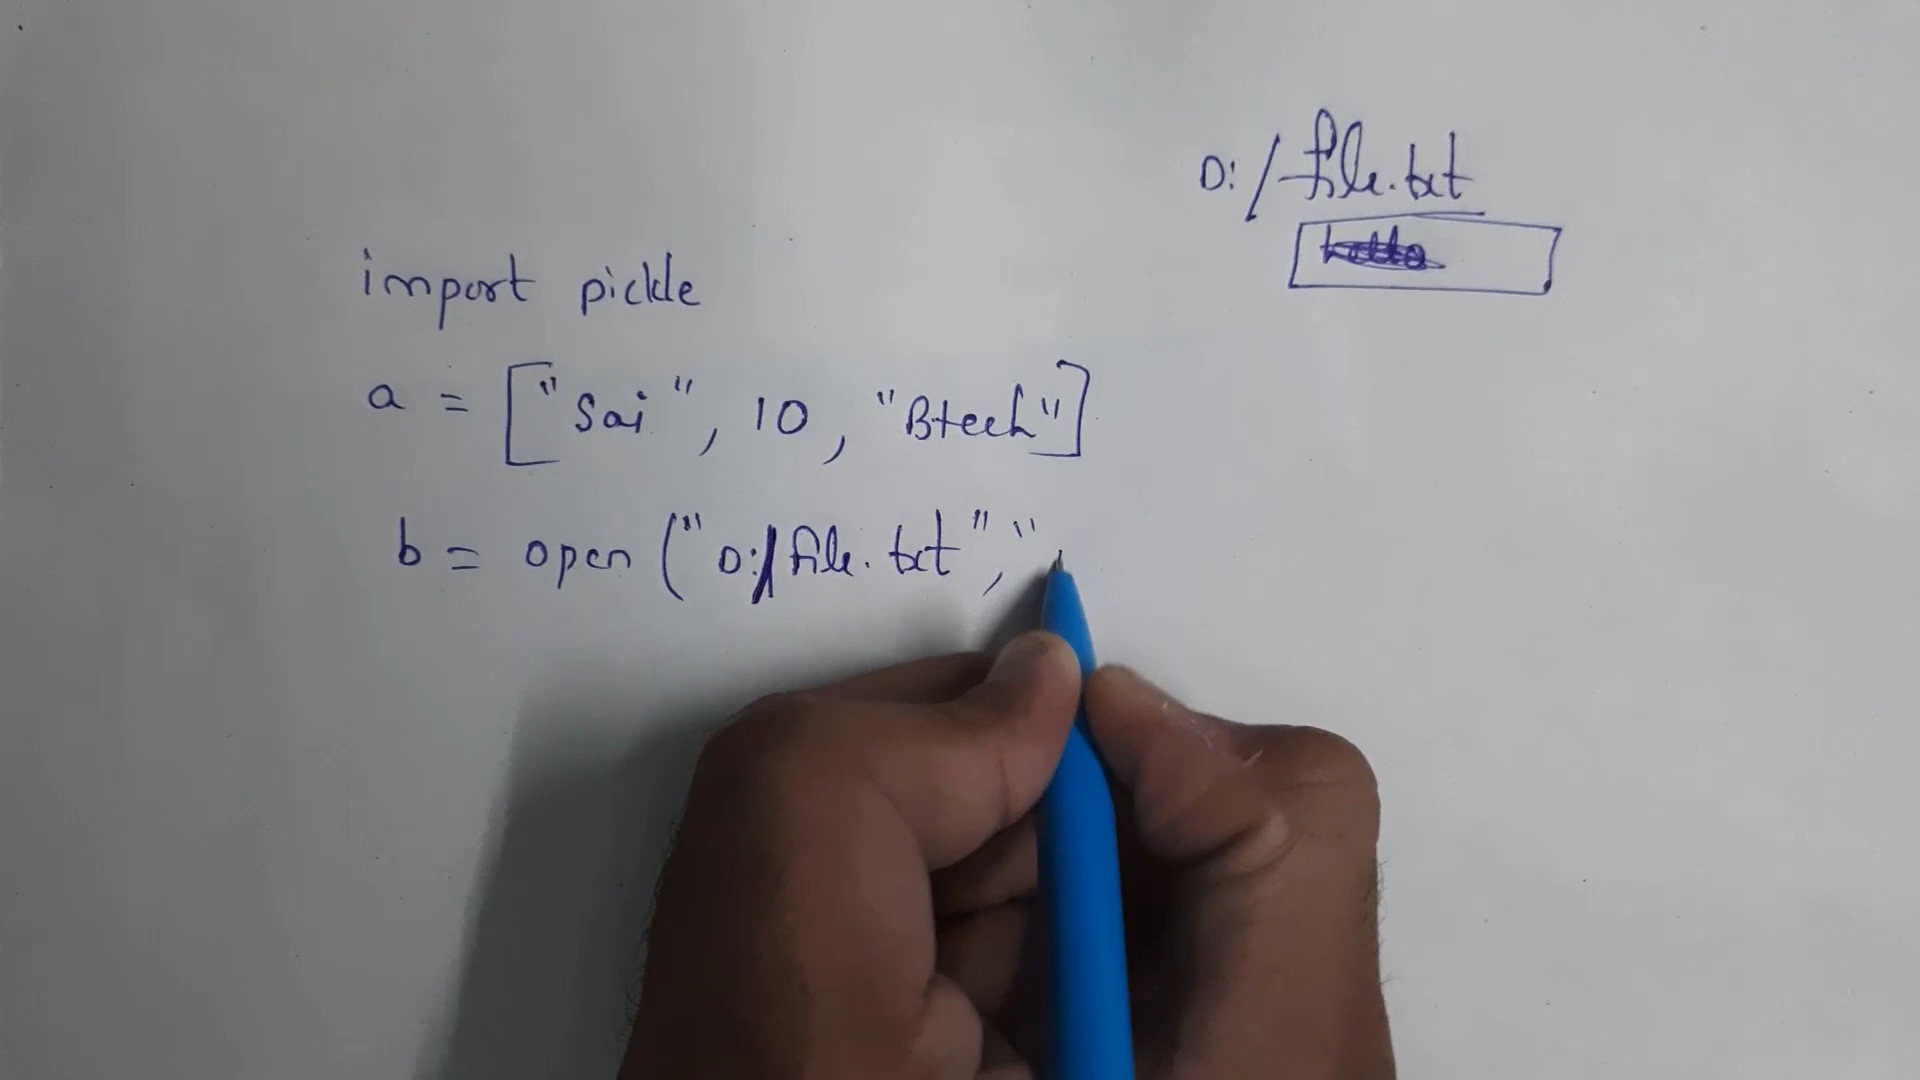 D:/file.txt
import pickle
a = ["Sai", 10, "Btech"]
b = open ("D:/file.txt", "